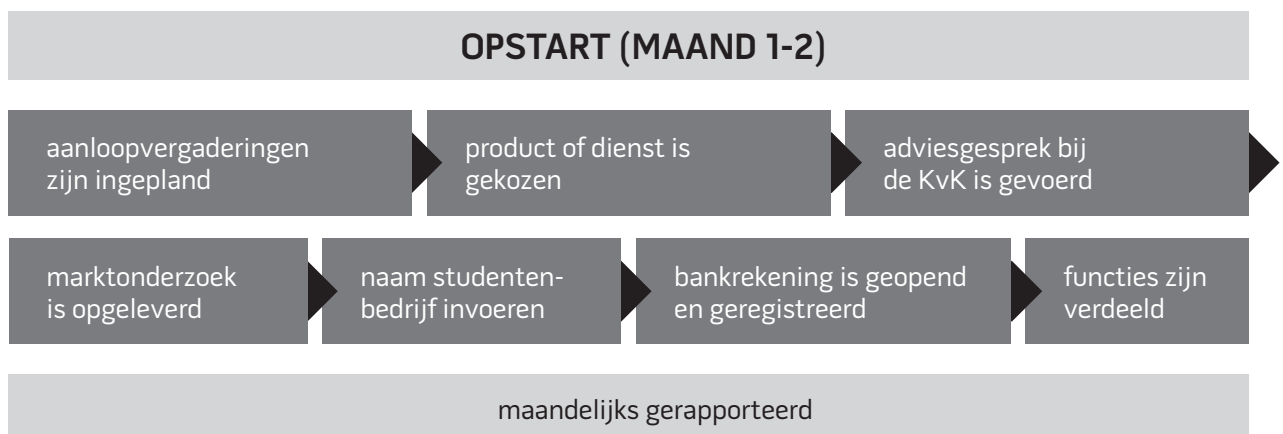 OPSTART (MAAND 1-2)
aanloopvergaderingen
zijn ingepland
product of dienst is
gekozen
adviesgesprek bij
de KvK is gevoerd
marktonderzoek
is opgeleverd
naam studenten-
bedrijf invoeren
bankrekening is geopend
en geregistreerd
functies zijn
verdeeld
maandelijks gerapporteerd